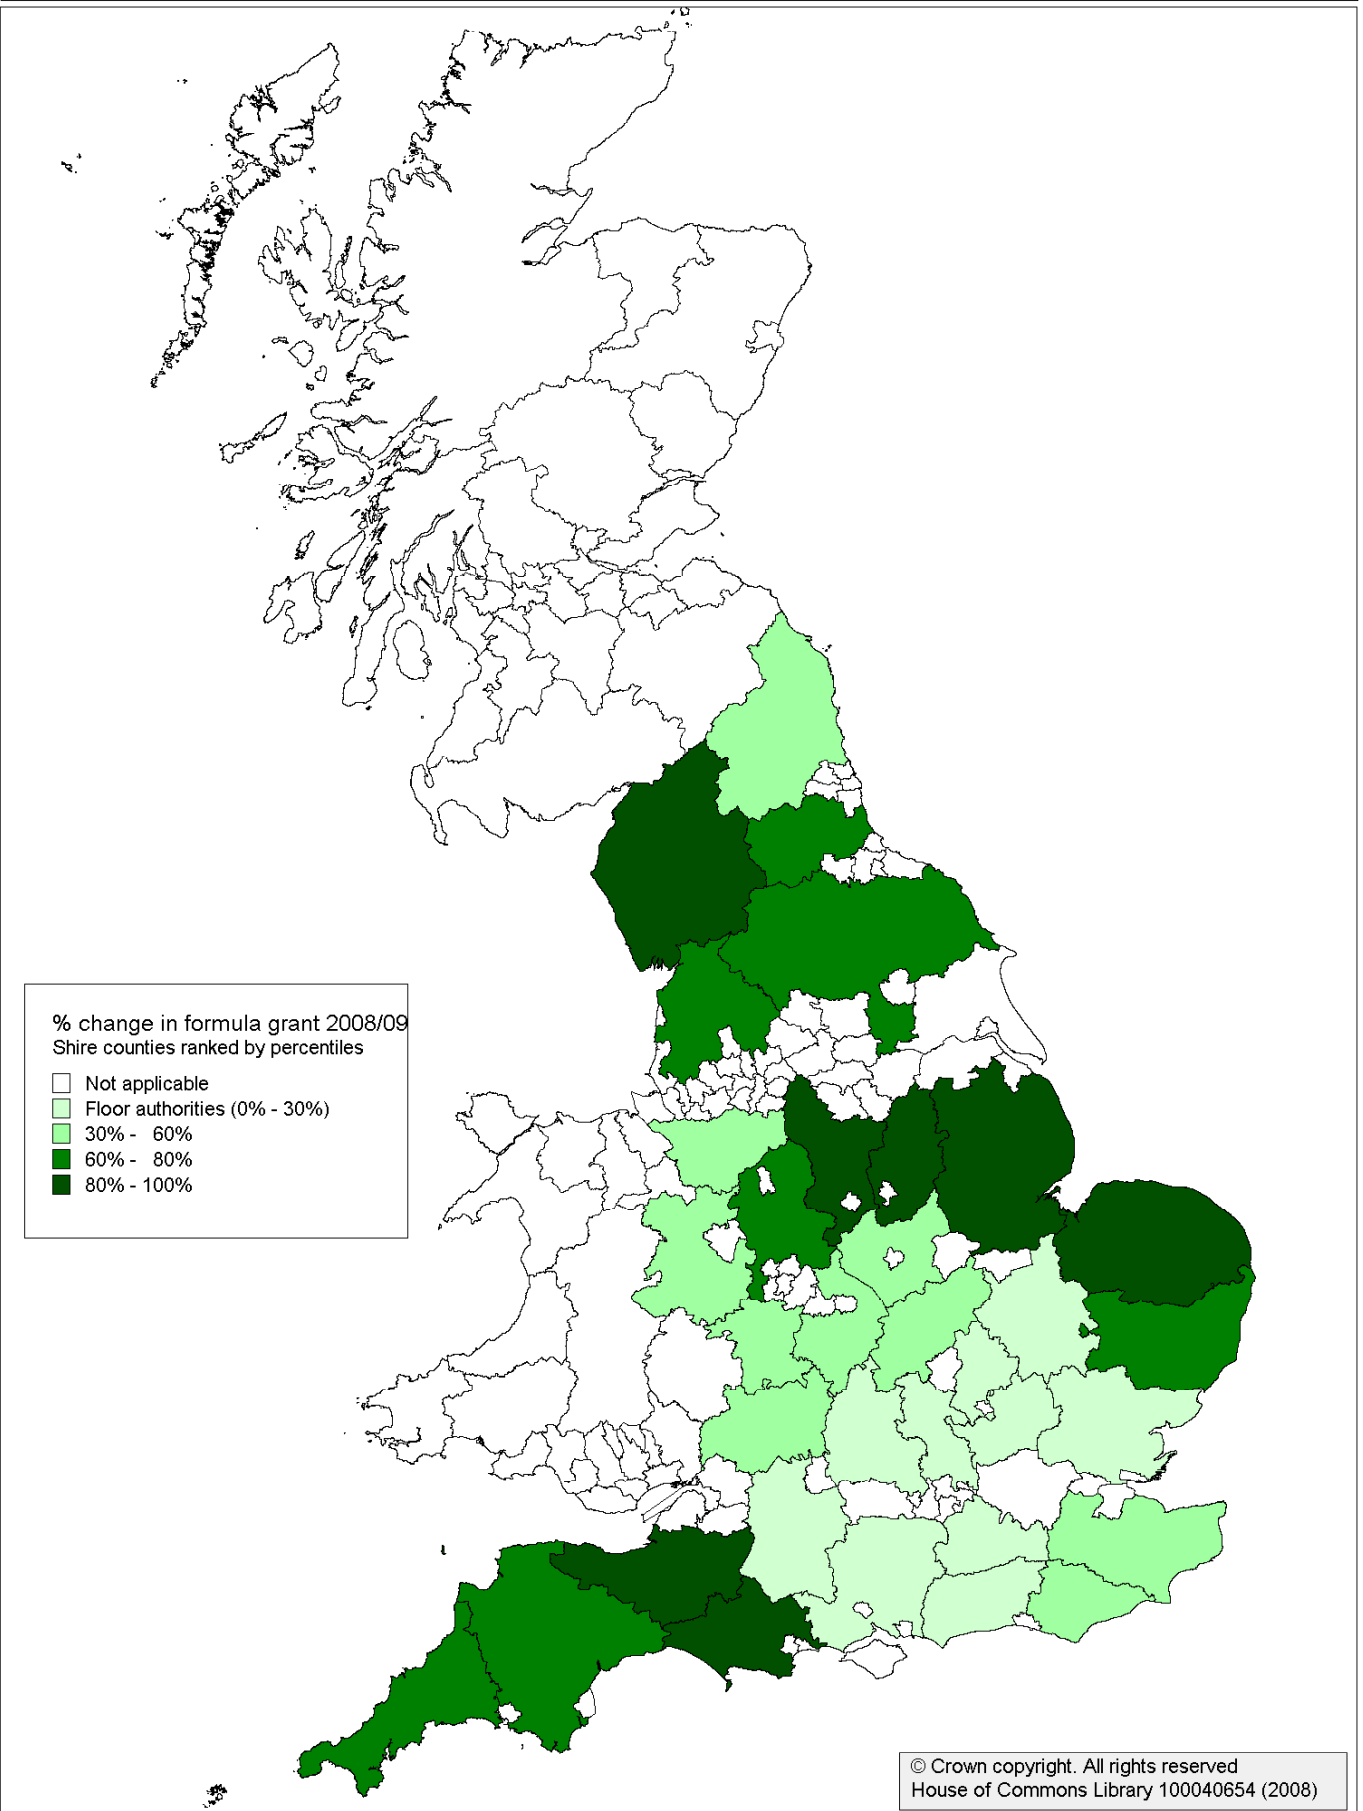 % change in formula grant 2008/09
Shire counties ranked by percentiles
Not applicable
Floor authorities (0% - 30%)
30% - 60%
60% - 80%
80% - 100%
© Crown copyright. All rights reserved
House of Commons Library 100040654 (2008)